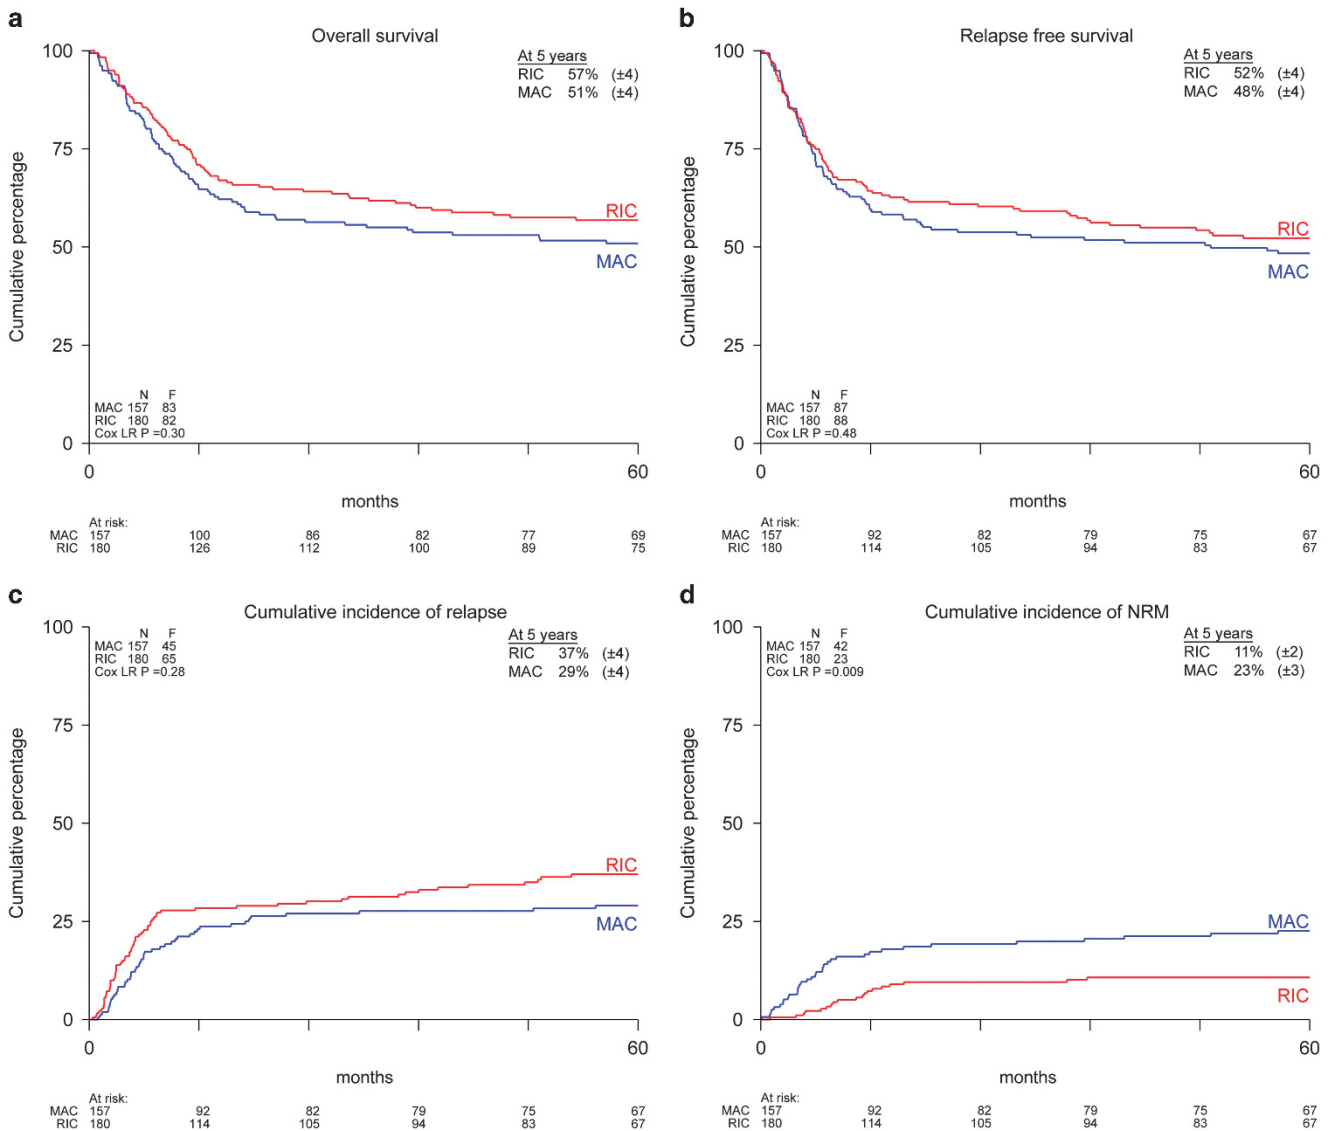 a
Overall survival
At 5 years
RIC 57% (±4)
MAC 51% (±4)
100
75
50
25
0
Cumulative percentage
RIC
MAC
N F
MAC 157 83
RIC 180 82
Cox LR P =0.30
0 60
months
At risk:
MAC 157 100 86 82 77 69
RIC 180 126 112 100 89 75
b
Relapse free survival
At 5 years
RIC 52% (±4)
MAC 48% (±4)
100
75
50
25
0
Cumulative percentage
RIC
MAC
N F
MAC 157 87
RIC 180 88
Cox LR P =0.48
0 60
months
At risk:
MAC 157 92 82 79 75 67
RIC 180 114 105 94 83 67
c
Cumulative incidence of relapse
N F
MAC 157 45
RIC 180 65
Cox LR P =0.28
At 5 years
RIC 37% (±4)
MAC 29% (±4)
100
75
50
25
0
Cumulative percentage
RIC
MAC
0 60
months
At risk:
MAC 157 92 82 79 75 67
RIC 180 114 105 94 83 67
d
Cumulative incidence of NRM
N F
MAC 157 42
RIC 180 23
Cox LR P =0.009
At 5 years
RIC 11% (±2)
MAC 23% (±3)
100
75
50
25
0
Cumulative percentage
MAC
RIC
0 60
months
At risk:
MAC 157 92 82 79 75 67
RIC 180 114 105 94 83 67